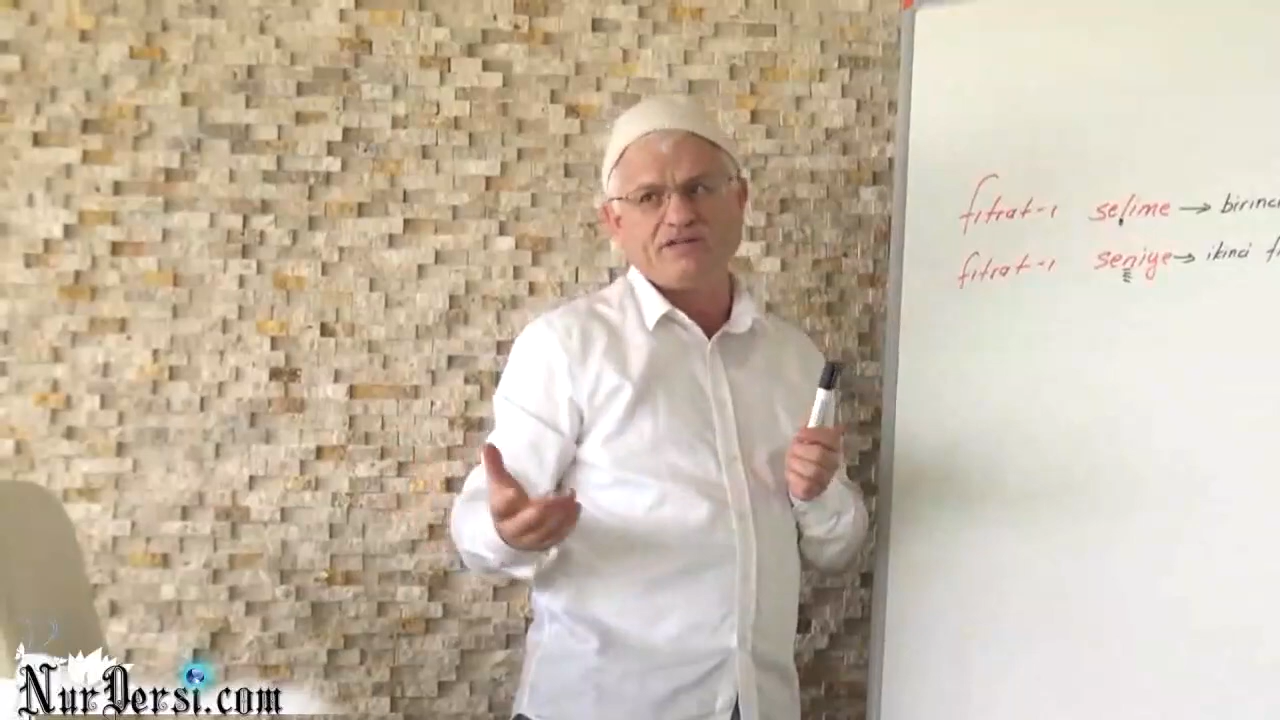 fıtrat-ı selime → birinci
fıtrat-ı seniye → ikinci
NurDersi.com